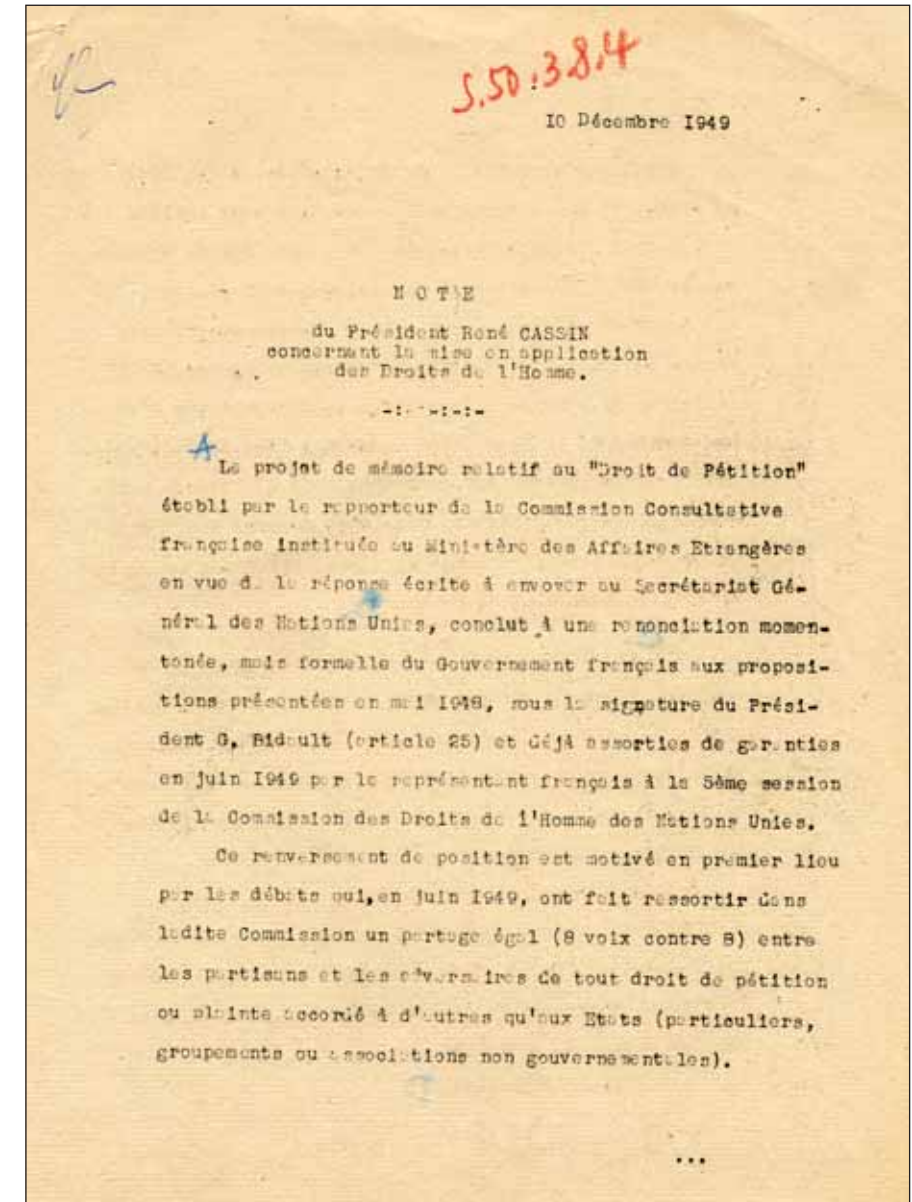 S.50.3.8.4
10 Décembre 1949
N O T E
du Président René CASSIN
concernant la mise en application
des Droits de l'Homme.
-:-:-:-:-
A
Le projet de mémoire relatif au "Droit de Pétition"
établi par le rapporteur de la Commission Consultative
française instituée au Ministère des Affaires Etrangères
en vue de la réponse écrite à envoyer au Secrétariat Gé-
néral des Nations Unies, conclut à une renonciation momen-
tanée, mais formelle du Gouvernement français aux proposi-
tions présentées en mai 1948, sous la signature du Prési-
dent G. Bidault (article 25) et déjà assorties de garanties
en juin 1949 par le représentant français à la 5ème session
de la Commission des Droits de l'Homme des Nations Unies.
Ce renversement de position est motivé en premier lieu
par les débats qui, en juin 1949, ont fait ressortir dans
ladite Commission un partage égal (8 voix contre 8) entre
les partisans et les adversaires de tout droit de pétition
ou plainte accordé à d'autres qu'aux Etats (particuliers,
groupements ou associations non gouvernementales).
...